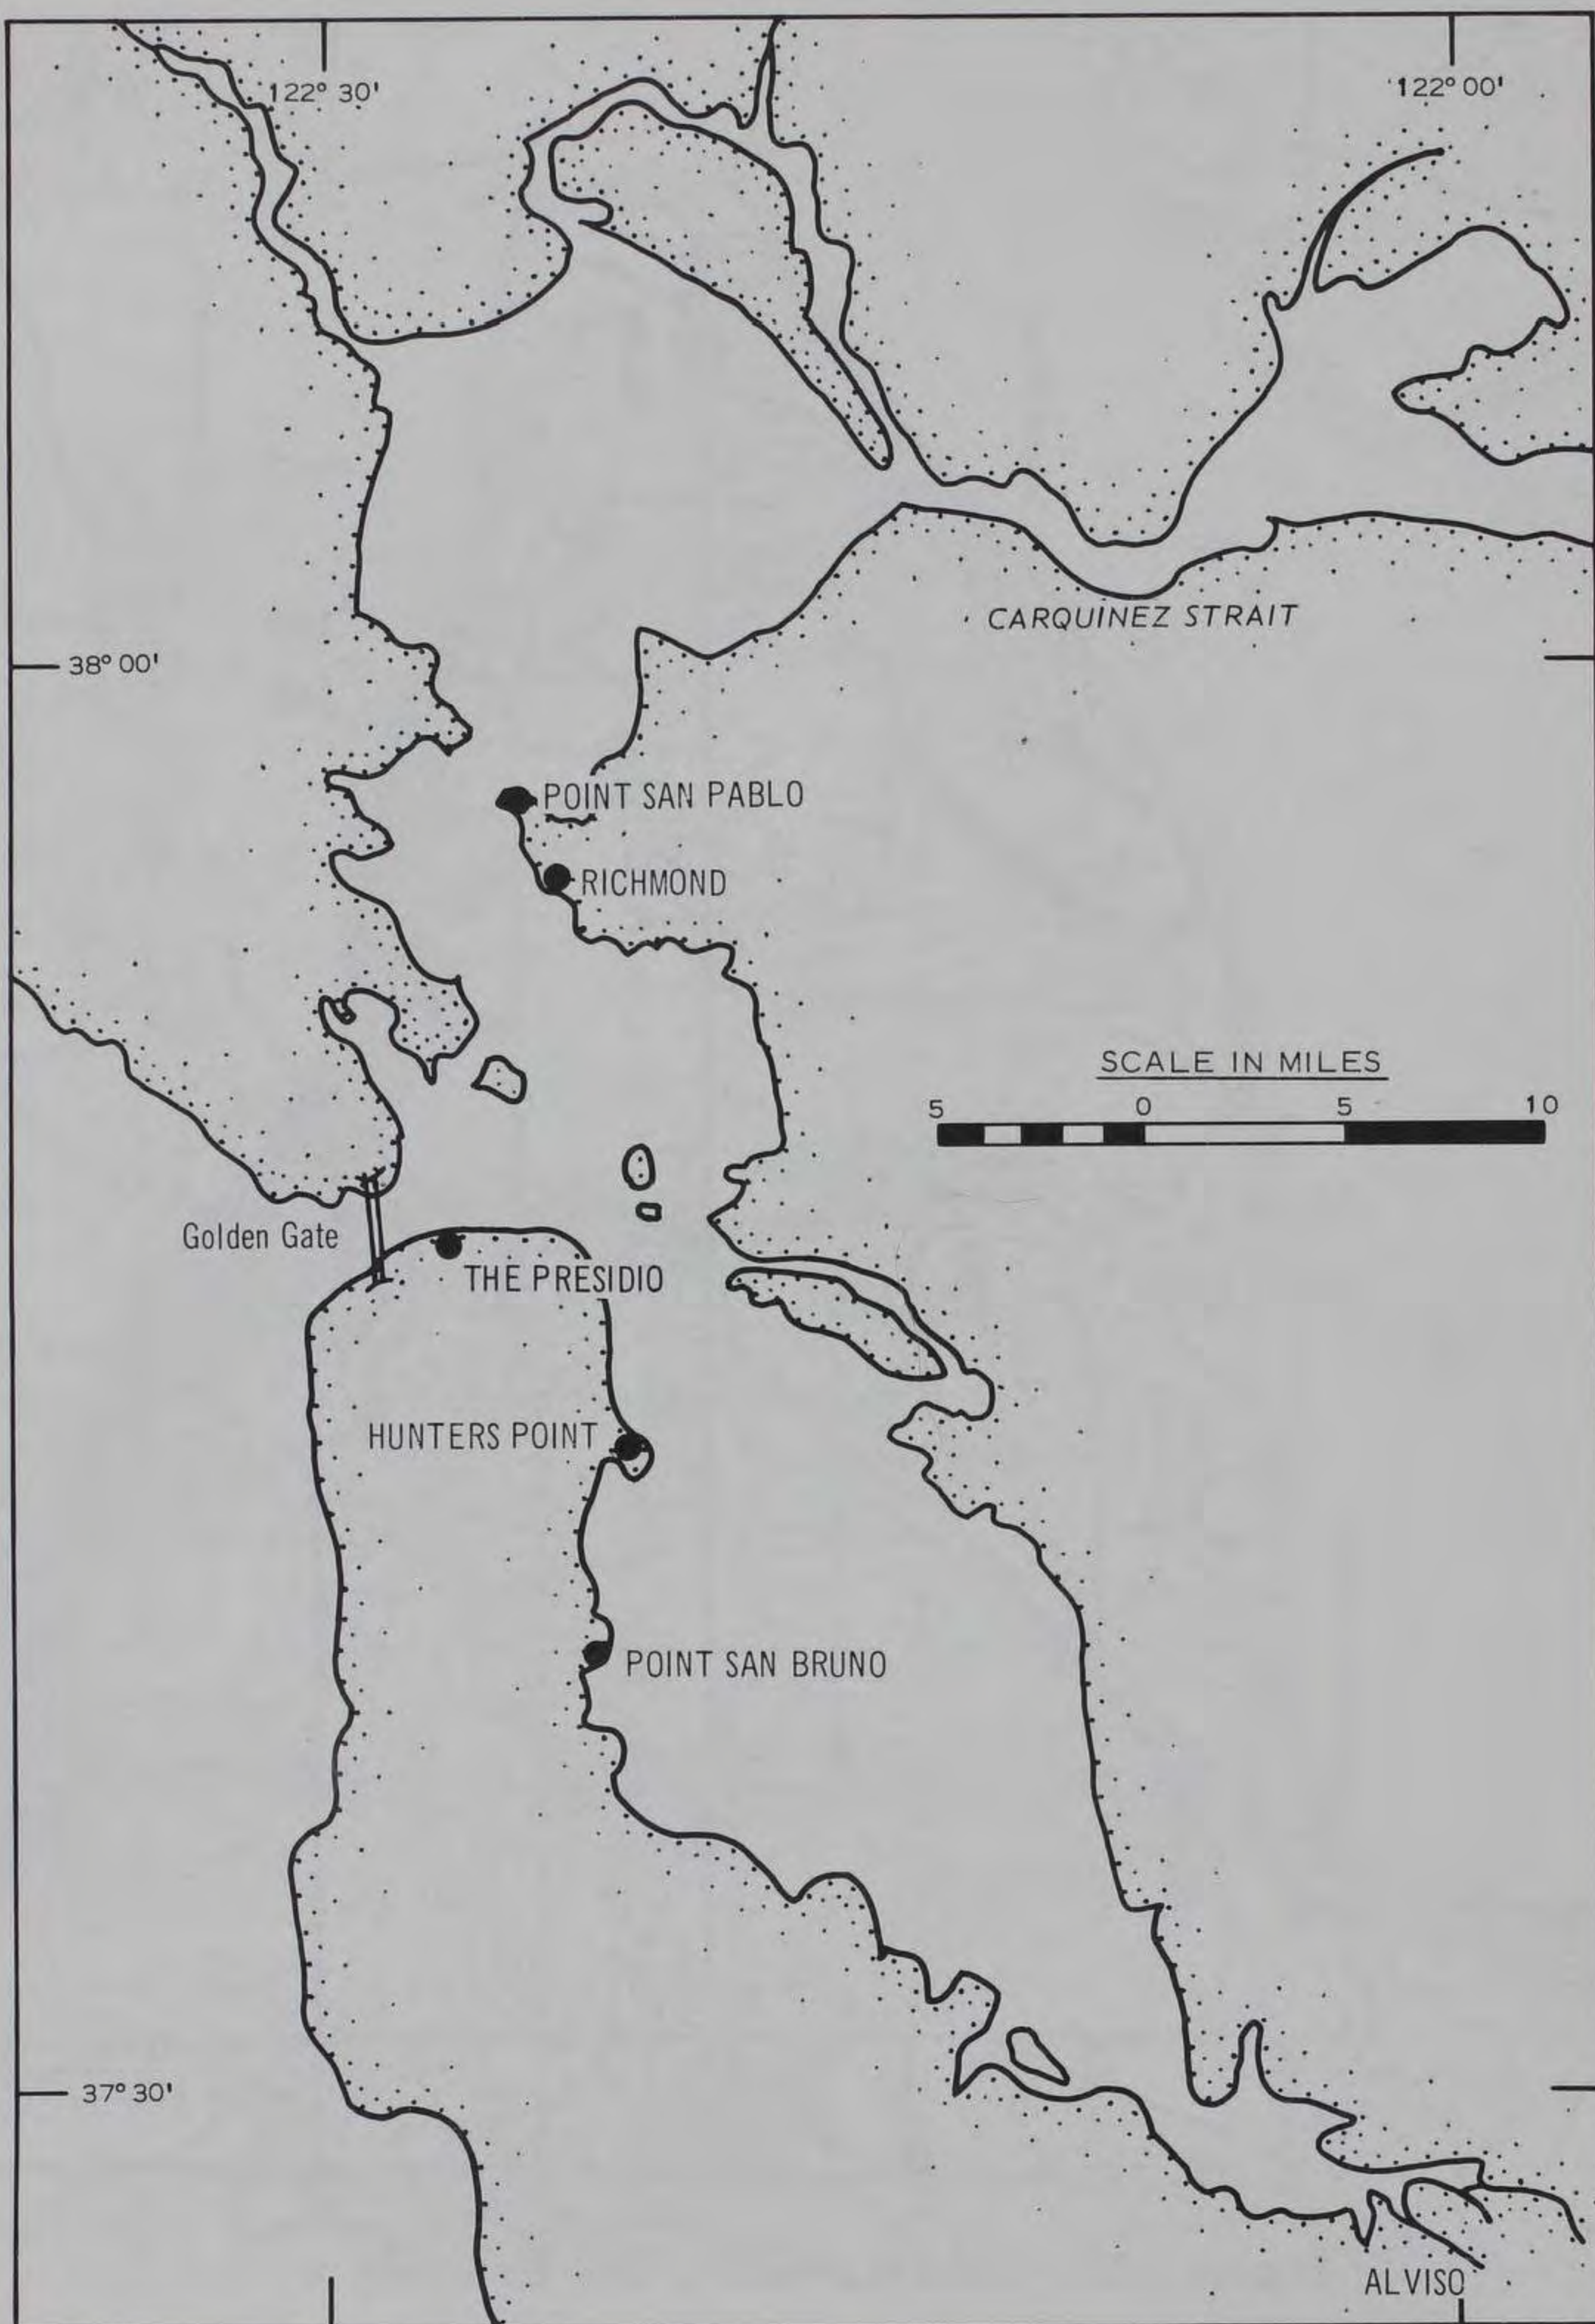 122° 30'
122° 00'
CARQUINEZ STRAIT
38° 00'
POINT SAN PABLO
RICHMOND
SCALE IN MILES
5 0 5 10
Golden Gate
THE PRESIDIO
HUNTERS POINT
POINT SAN BRUNO
37° 30'
ALVISO